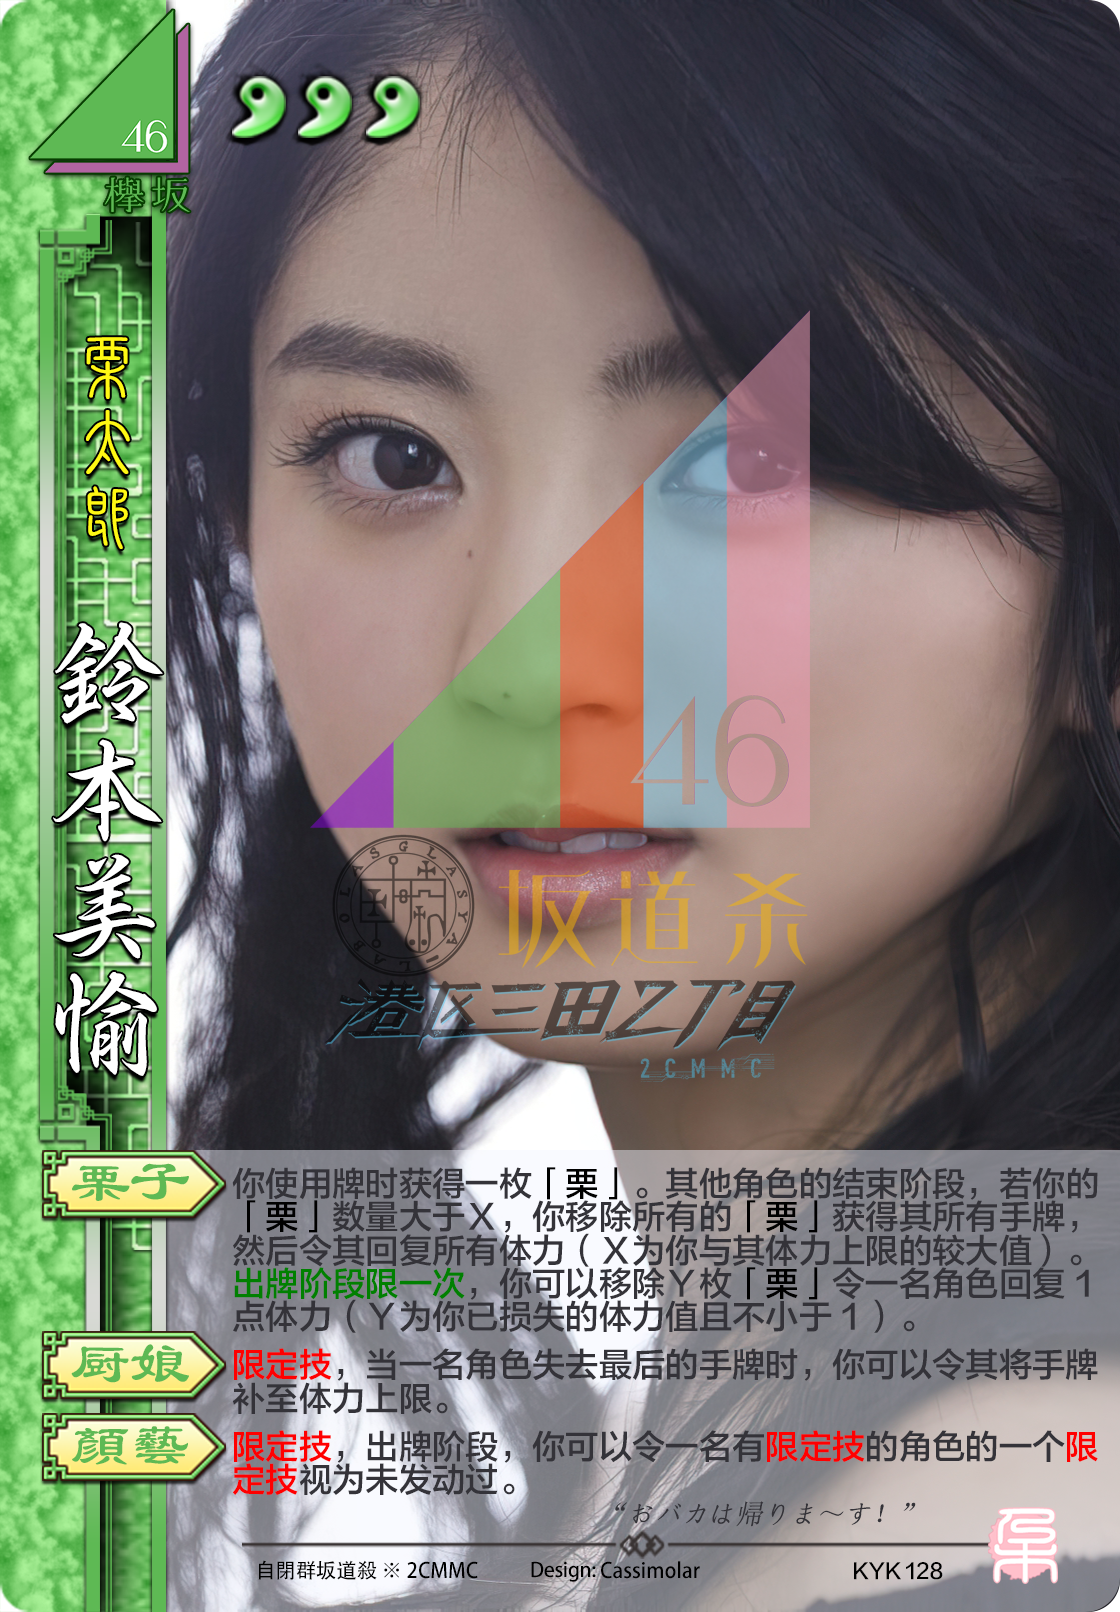 46
欅坂
栗太郎
鈴本美愉
46
GLASYALABOLAS
坂道杀
港区三田乙丁目
2CMMC
栗子
你使用牌时获得一枚「栗」。其他角色的结束阶段，若你的
「栗」数量大于X，你移除所有的「栗」获得其所有手牌，
然后令其回复所有体力（X为你与其体力上限的较大值）。
出牌阶段限一次，你可以移除Y枚「栗」令一名角色回复1
点体力（Y为你已损失的体力值且不小于1）。
厨娘
限定技，当一名角色失去最后的手牌时，你可以令其将手牌
补至体力上限。
顔藝
限定技，出牌阶段，你可以令一名有限定技的角色的一个限
定技视为未发动过。
“おバカは帰りま～す！”
自閉群坂道殺 ※ 2CMMC
Design: Cassimolar
KYK 128